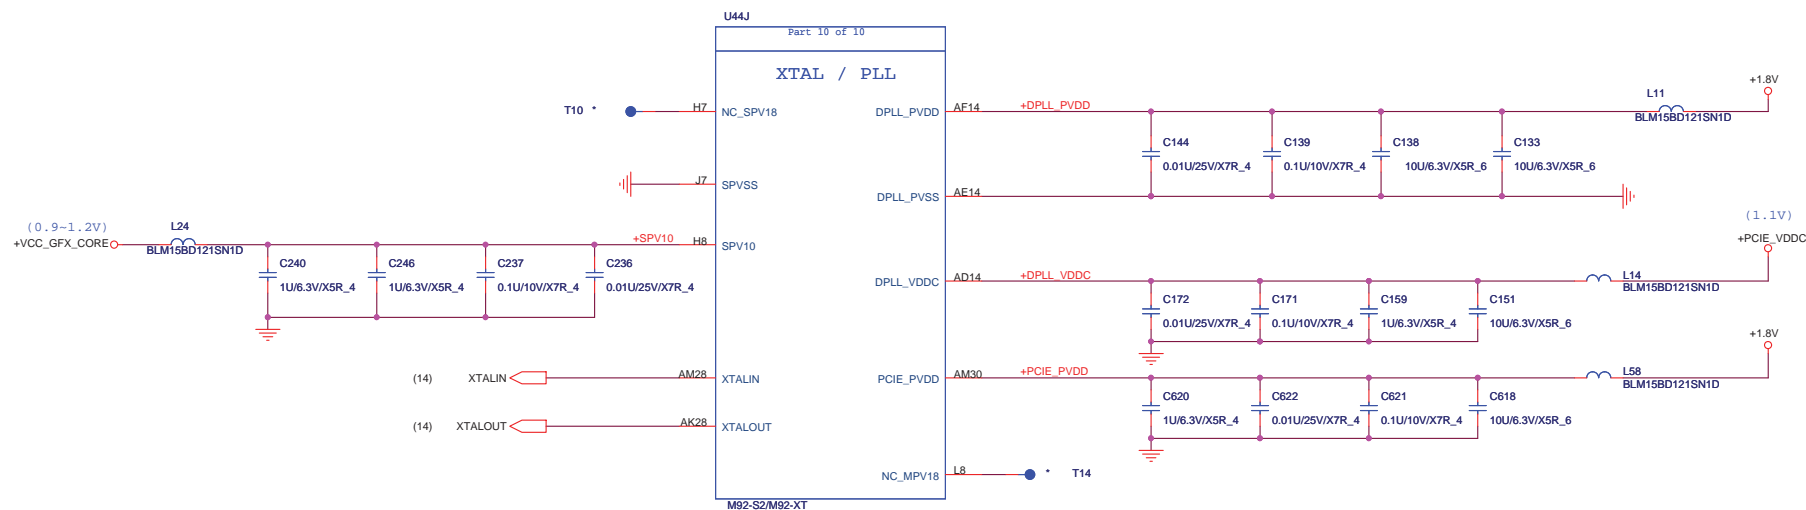 U44J
Part 10 of 10
XTAL / PLL
T10 *
H7
NC_SPV18
J7
SPVSS
(0.9~1.2V)
+VCC_GFX_CORE
L24
BLM15BD121SN1D
+SPV10
H8
SPV10
C240
1U/6.3V/X5R_4
C246
1U/6.3V/X5R_4
C237
0.1U/10V/X7R_4
C236
0.01U/25V/X7R_4
(14)
XTALIN
AM28
XTALIN
(14)
XTALOUT
AK28
XTALOUT
DPLL_PVDD
AF14
+DPLL_PVDD
L11
BLM15BD121SN1D
+1.8V
C144
0.01U/25V/X7R_4
C139
0.1U/10V/X7R_4
C138
10U/6.3V/X5R_6
C133
10U/6.3V/X5R_6
DPLL_PVSS
AE14
(1.1V)
+PCIE_VDDC
DPLL_VDDC
AD14
+DPLL_VDDC
L14
BLM15BD121SN1D
C172
0.01U/25V/X7R_4
C171
0.1U/10V/X7R_4
C159
1U/6.3V/X5R_4
C151
10U/6.3V/X5R_6
+1.8V
PCIE_PVDD
AM30
+PCIE_PVDD
L58
BLM15BD121SN1D
C620
1U/6.3V/X5R_4
C622
0.01U/25V/X7R_4
C621
0.1U/10V/X7R_4
C618
10U/6.3V/X5R_6
NC_MPV18
L8
* T14
M92-S2/M92-XT